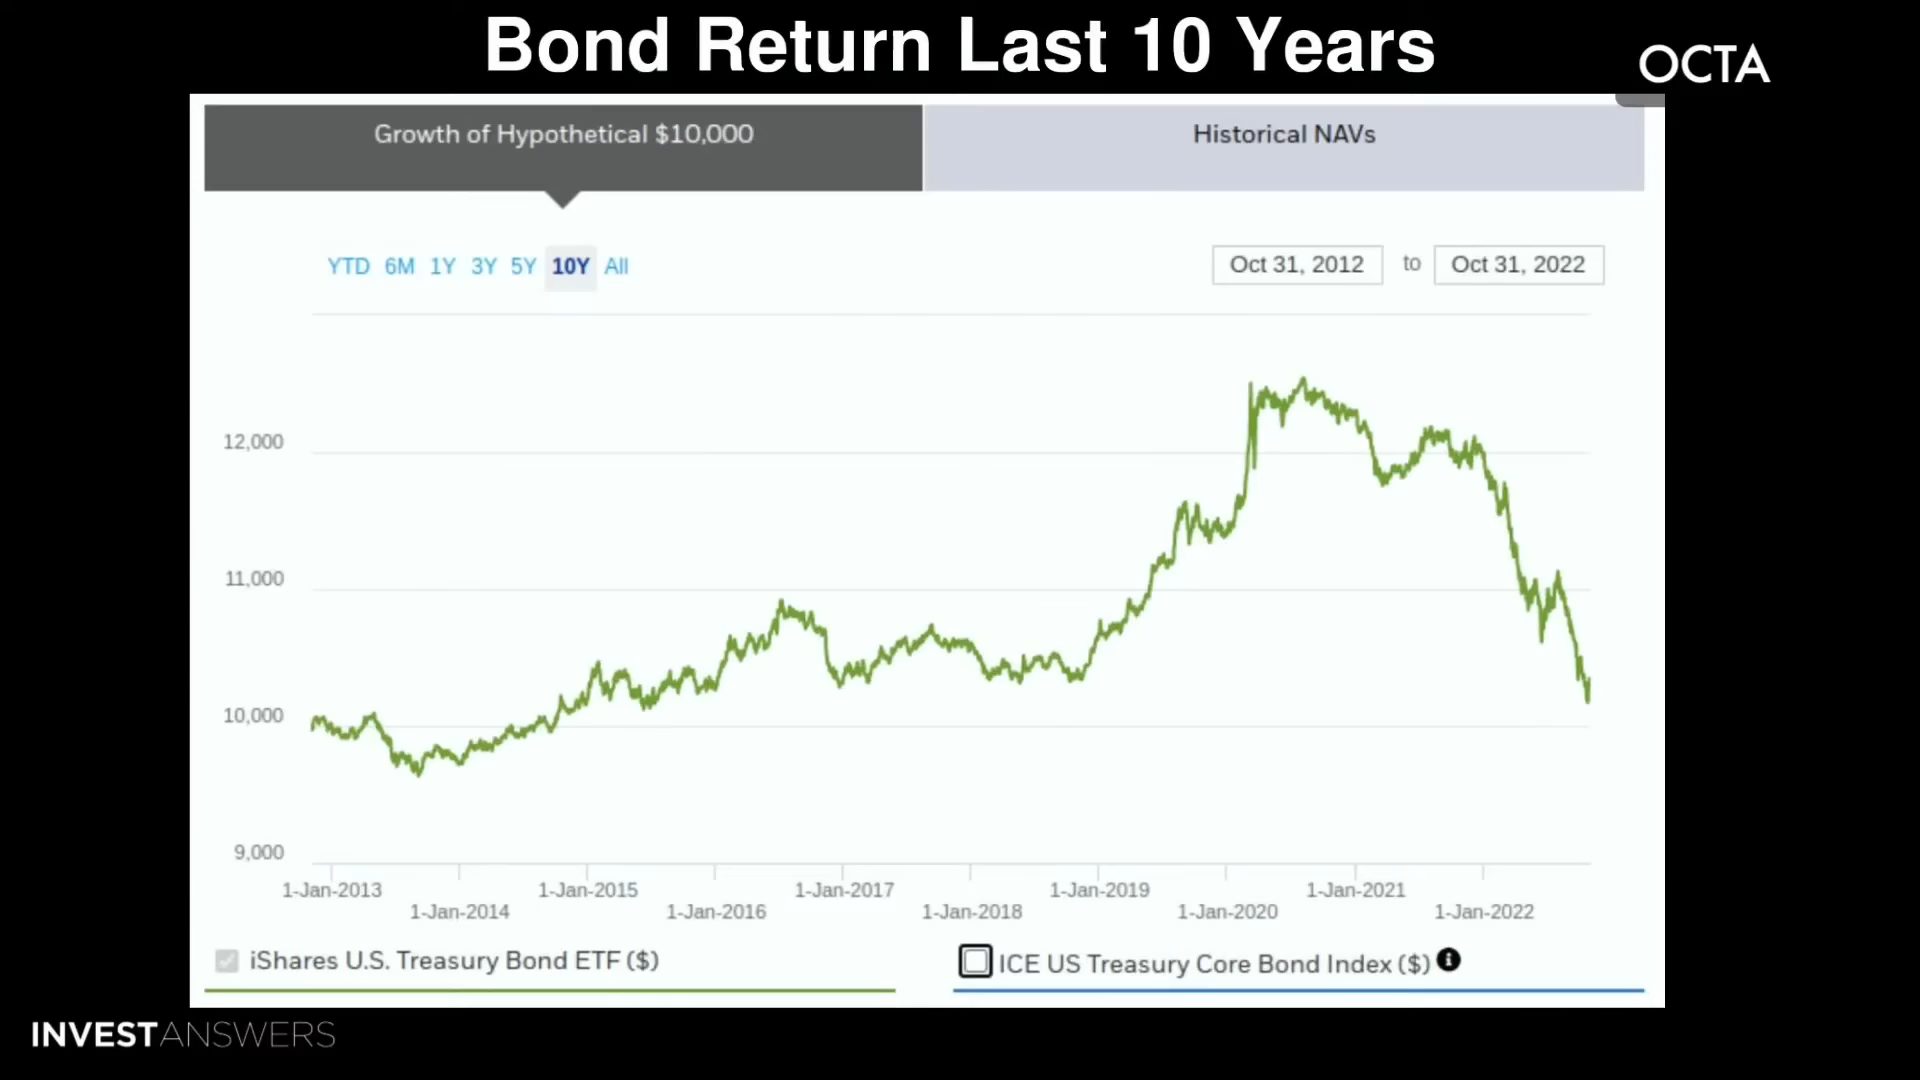 Bond Return Last 10 Years
OCTA
Growth of Hypothetical $10,000
Historical NAVs
YTD 6M 1Y 3Y 5Y 10Y All
Oct 31, 2012 to Oct 31, 2022
12,000
11,000
10,000
9,000
1-Jan-2013
1-Jan-2014
1-Jan-2015
1-Jan-2016
1-Jan-2017
1-Jan-2018
1-Jan-2019
1-Jan-2020
1-Jan-2021
1-Jan-2022
iShares U.S. Treasury Bond ETF ($)
ICE US Treasury Core Bond Index ($)
INVESTANSWERS